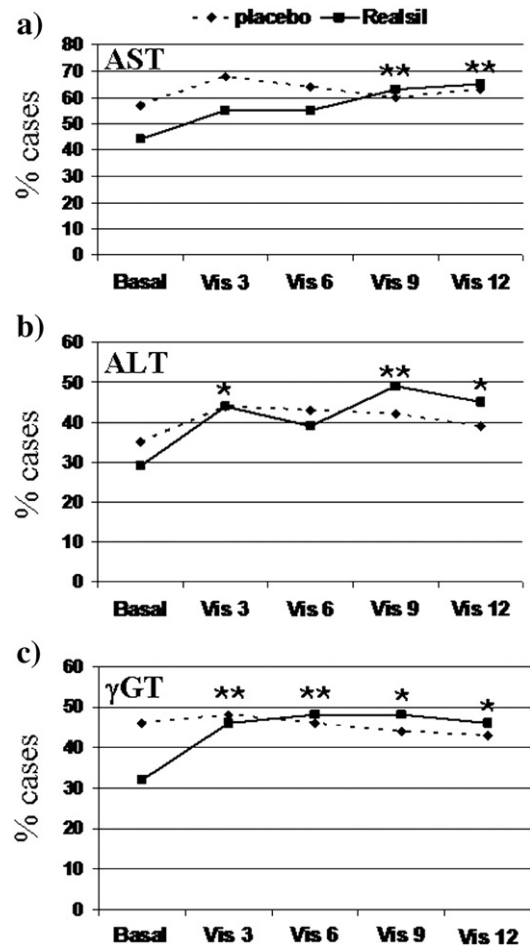 placebo Realsil
a)
AST
** **
80
70
60
50
40
30
20
10
0
% cases
Basal Vis 3 Vis 6 Vis 9 Vis 12
b)
ALT
* ** *
60
50
40
30
20
10
0
% cases
Basal Vis 3 Vis 6 Vis 9 Vis 12
c)
γGT
** ** * *
60
50
40
30
20
10
0
% cases
Basal Vis 3 Vis 6 Vis 9 Vis 12